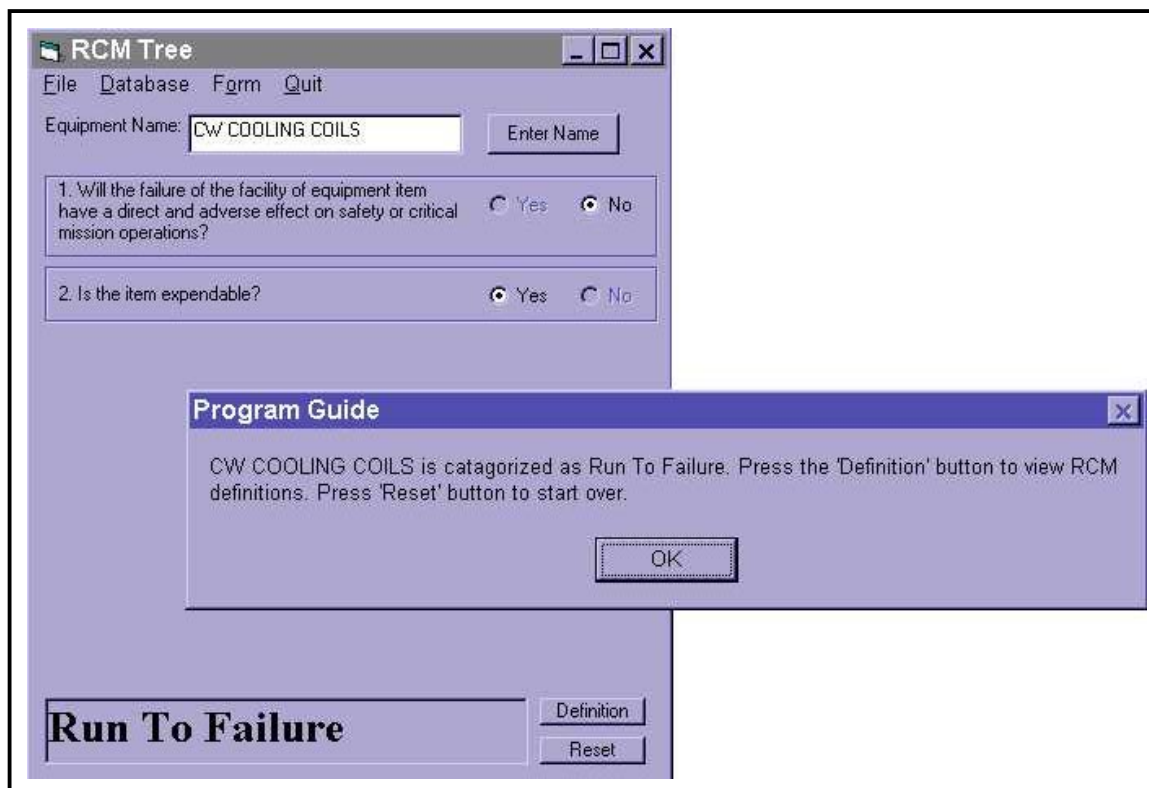 RCM Tree
File Database Form Quit
Equipment Name: CW COOLING COILS Enter Name
1. Will the failure of the facility of equipment item
have a direct and adverse effect on safety or critical
mission operations?
Yes No
2. Is the item expendable? Yes No
Program Guide
CW COOLING COILS is catagorized as Run To Failure. Press the 'Definition' button to view RCM
definitions. Press 'Reset' button to start over.
OK
Run To Failure
Definition
Reset